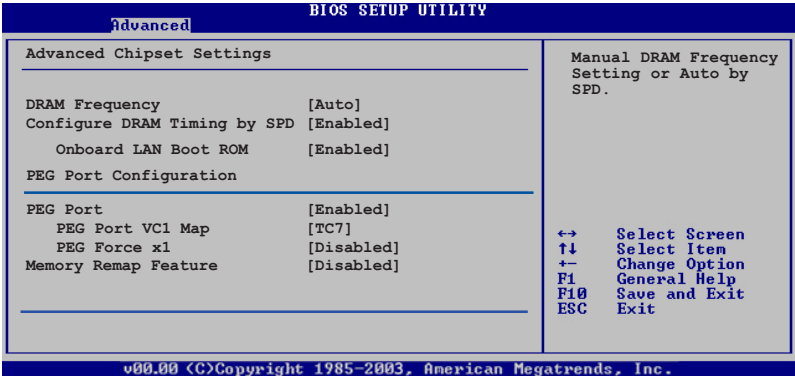 BIOS SETUP UTILITY
Advanced
Advanced Chipset Settings
DRAM Frequency [Auto]
Configure DRAM Timing by SPD [Enabled]
Onboard LAN Boot ROM [Enabled]
PEG Port Configuration
PEG Port [Enabled]
PEG Port VC1 Map [TC7]
PEG Force x1 [Disabled]
Memory Remap Feature [Disabled]
Manual DRAM Frequency
Setting or Auto by
SPD.
←→ Select Screen
↑↓ Select Item
+- Change Option
F1 General Help
F10 Save and Exit
ESC Exit
v00.00 (C)Copyright 1985-2003, American Megatrends, Inc.